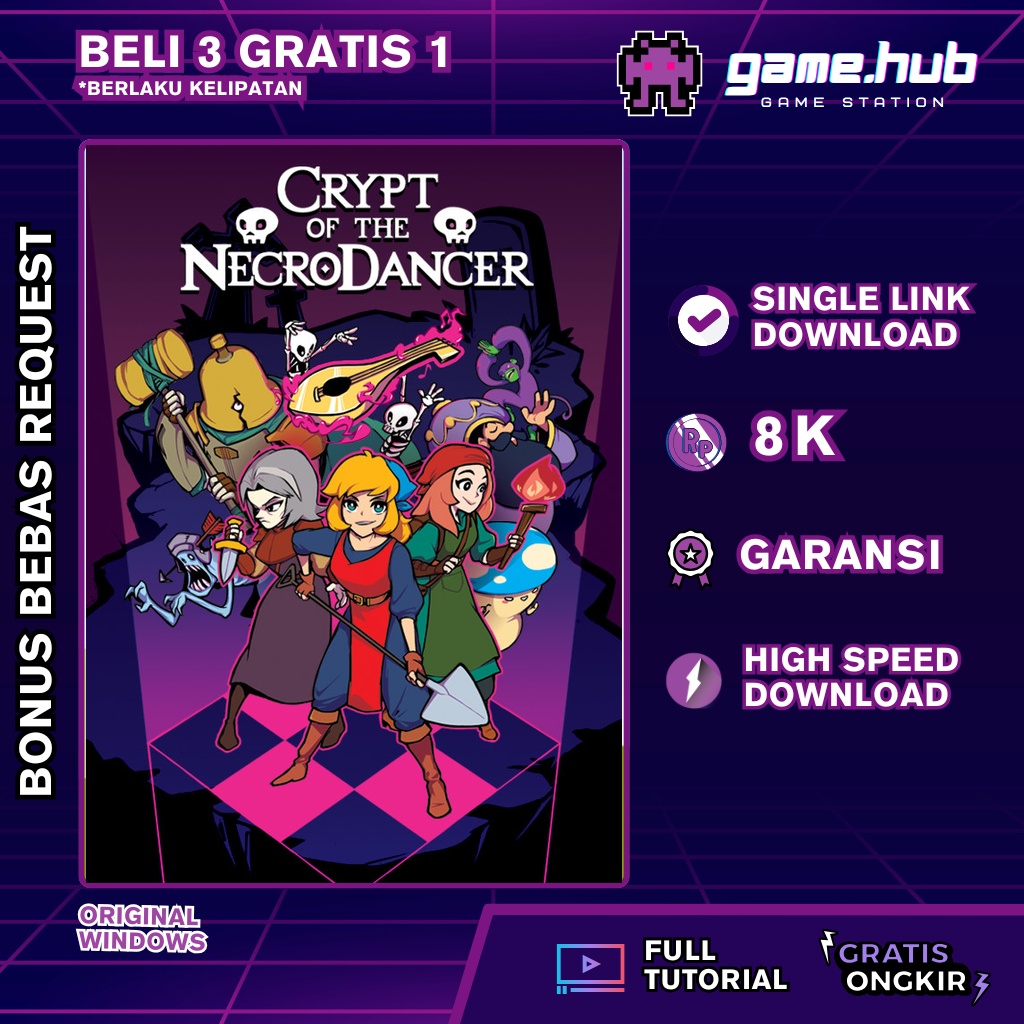 BELI 3 GRATIS 1
*BERLAKU KELIPATAN
game.hub
GAME STATION
BONUS BEBAS REQUEST
CRYPT
OF THE
NECRODANCER
SINGLE LINK
DOWNLOAD
Rp
8K
GARANSI
HIGH SPEED
DOWNLOAD
ORIGINAL
WINDOWS
FULL
TUTORIAL
GRATIS
ONGKIR